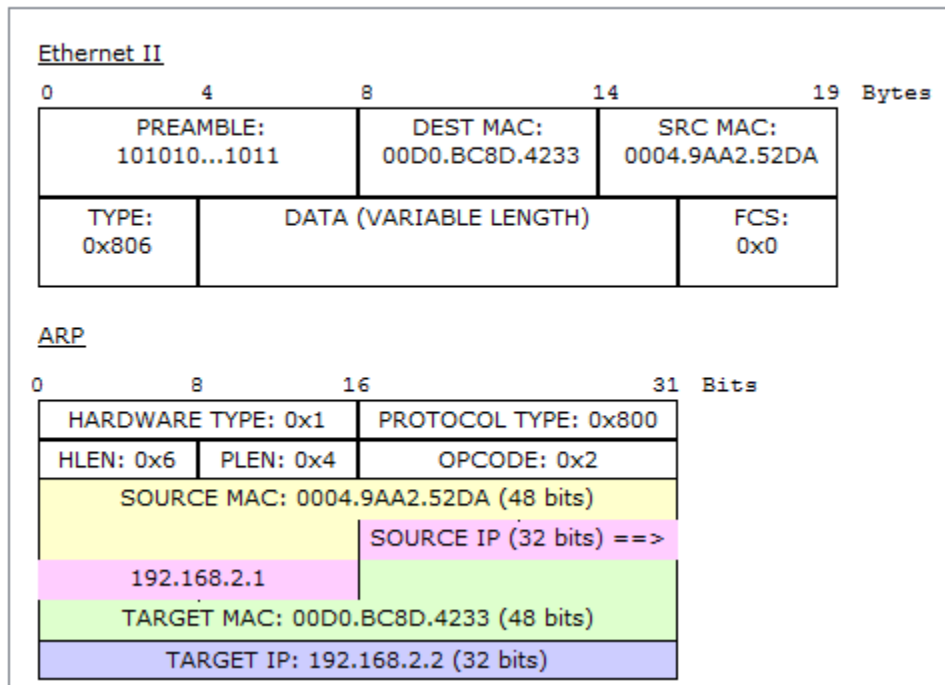 Ethernet II
0 4 8 14 19 Bytes
PREAMBLE:
101010...1011
DEST MAC:
00D0.BC8D.4233
SRC MAC:
0004.9AA2.52DA
TYPE:
0x806
DATA (VARIABLE LENGTH)
FCS:
0x0
ARP
0 8 16 31 Bits
HARDWARE TYPE: 0x1
PROTOCOL TYPE: 0x800
HLEN: 0x6
PLEN: 0x4
OPCODE: 0x2
SOURCE MAC: 0004.9AA2.52DA (48 bits)
SOURCE IP (32 bits) ==>
192.168.2.1
TARGET MAC: 00D0.BC8D.4233 (48 bits)
TARGET IP: 192.168.2.2 (32 bits)